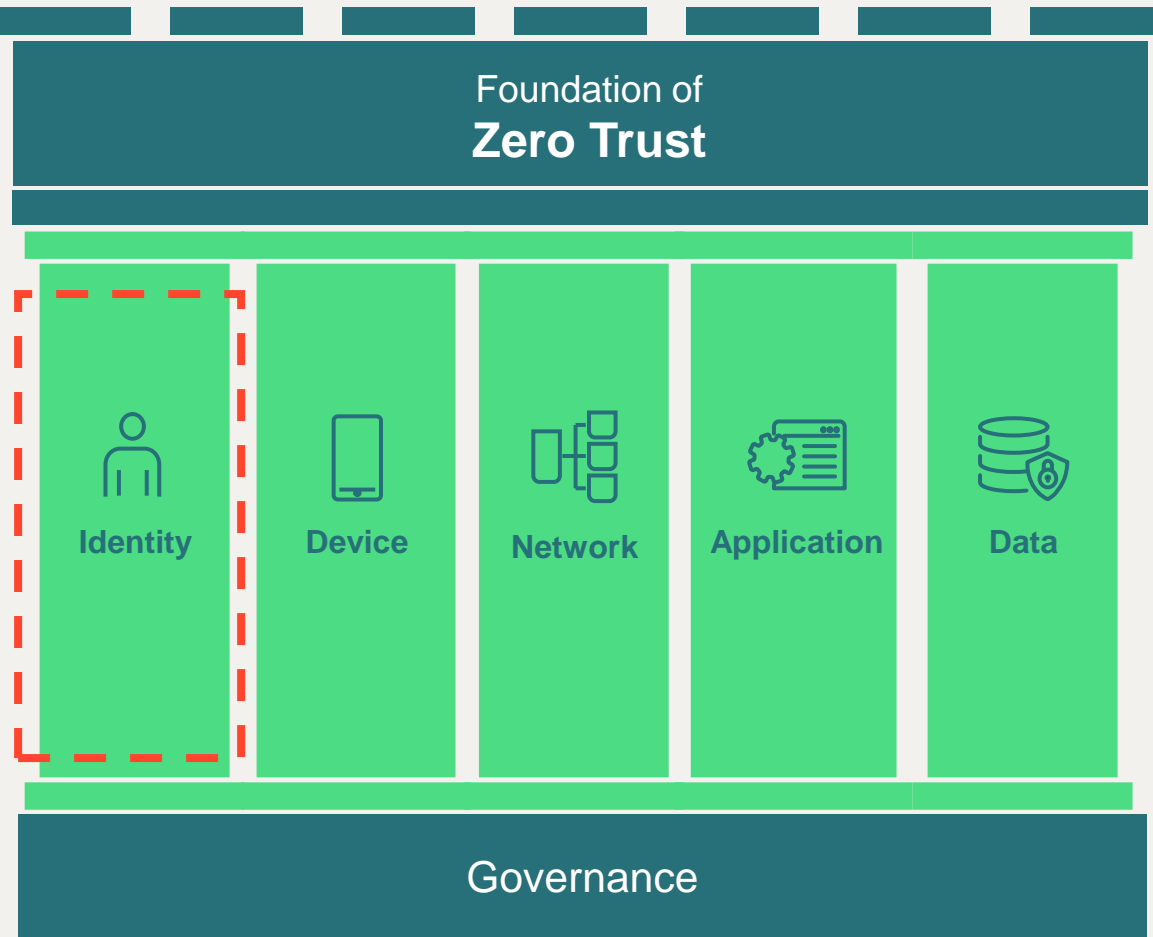 Foundation of
Zero Trust
Identity
Device
Network
Application
Data
Governance